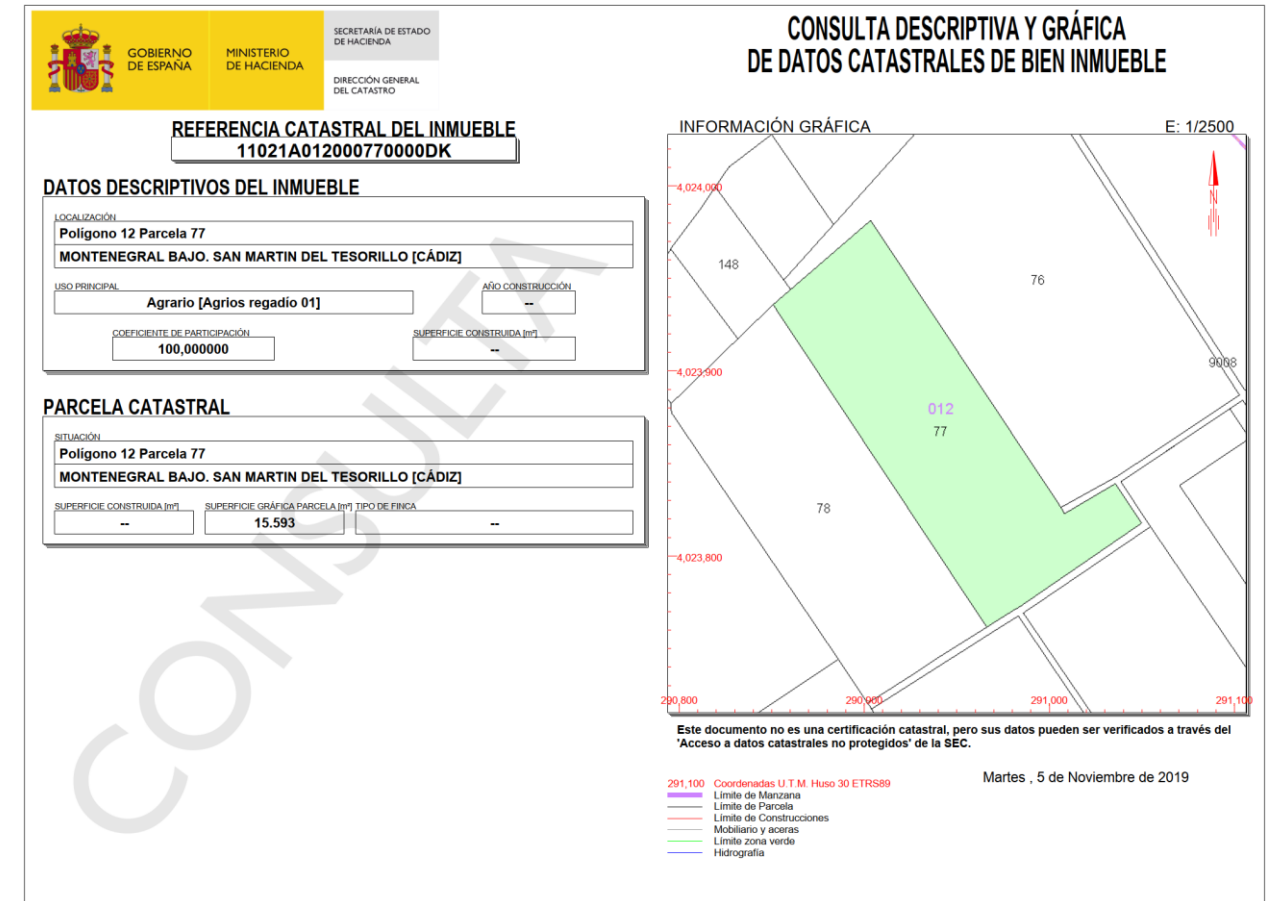 GOBIERNO
DE ESPAÑA
MINISTERIO
DE HACIENDA
SECRETARÍA DE ESTADO
DE HACIENDA
DIRECCIÓN GENERAL
DEL CATASTRO
CONSULTA DESCRIPTIVA Y GRÁFICA
DE DATOS CATASTRALES DE BIEN INMUEBLE
REFERENCIA CATASTRAL DEL INMUEBLE
11021A012000770000DK
DATOS DESCRIPTIVOS DEL INMUEBLE
LOCALIZACIÓN
Polígono 12 Parcela 77
MONTENEGRAL BAJO. SAN MARTIN DEL TESORILLO [CÁDIZ]
USO PRINCIPAL
Agrario [Agrios regadío 01]
AÑO CONSTRUCCIÓN
--
COEFICIENTE DE PARTICIPACIÓN
100,000000
SUPERFICIE CONSTRUIDA [m²]
--
PARCELA CATASTRAL
SITUACIÓN
Polígono 12 Parcela 77
MONTENEGRAL BAJO. SAN MARTIN DEL TESORILLO [CÁDIZ]
SUPERFICIE CONSTRUIDA [m²]
--
SUPERFICIE GRÁFICA PARCELA [m²]
15.593
TIPO DE FINCA
--
CONSULTA
INFORMACIÓN GRÁFICA E: 1/2500
4,024,000
N
148
76
4,023,900
9008
012
77
78
4,023,800
290,800 290,900 291,000 291,100
Este documento no es una certificación catastral, pero sus datos pueden ser verificados a través del
'Acceso a datos catastrales no protegidos' de la SEC.
Martes , 5 de Noviembre de 2019
291,100 Coordenadas U.T.M. Huso 30 ETRS89
Límite de Manzana
Límite de Parcela
Límite de Construcciones
Mobiliario y aceras
Límite zona verde
Hidrografía